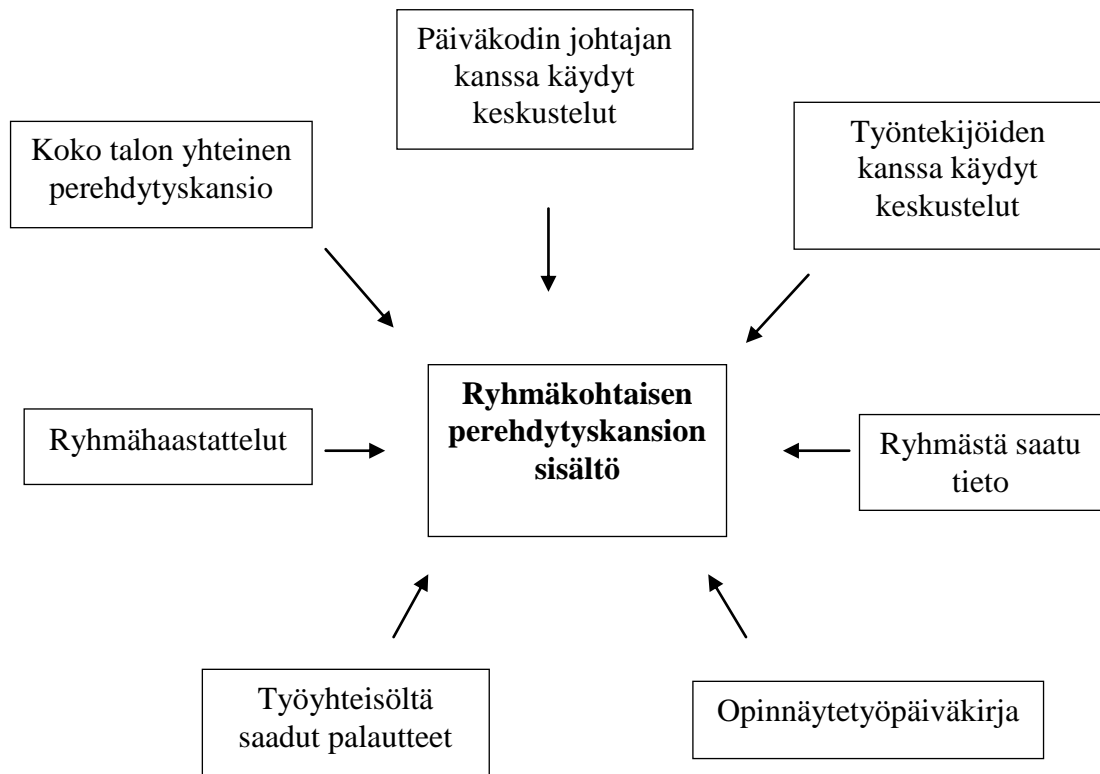 Päiväkodin johtajan
kanssa käydyt
keskustelut
Koko talon yhteinen
perehdytyskansio
Työntekijöiden
kanssa käydyt
keskustelut
Ryhmähaastattelut
Ryhmäkohtaisen
perehdytyskansion
sisältö
Ryhmästä saatu
tieto
Työyhteisöltä
saadut palautteet
Opinnäytetyöpäiväkirja